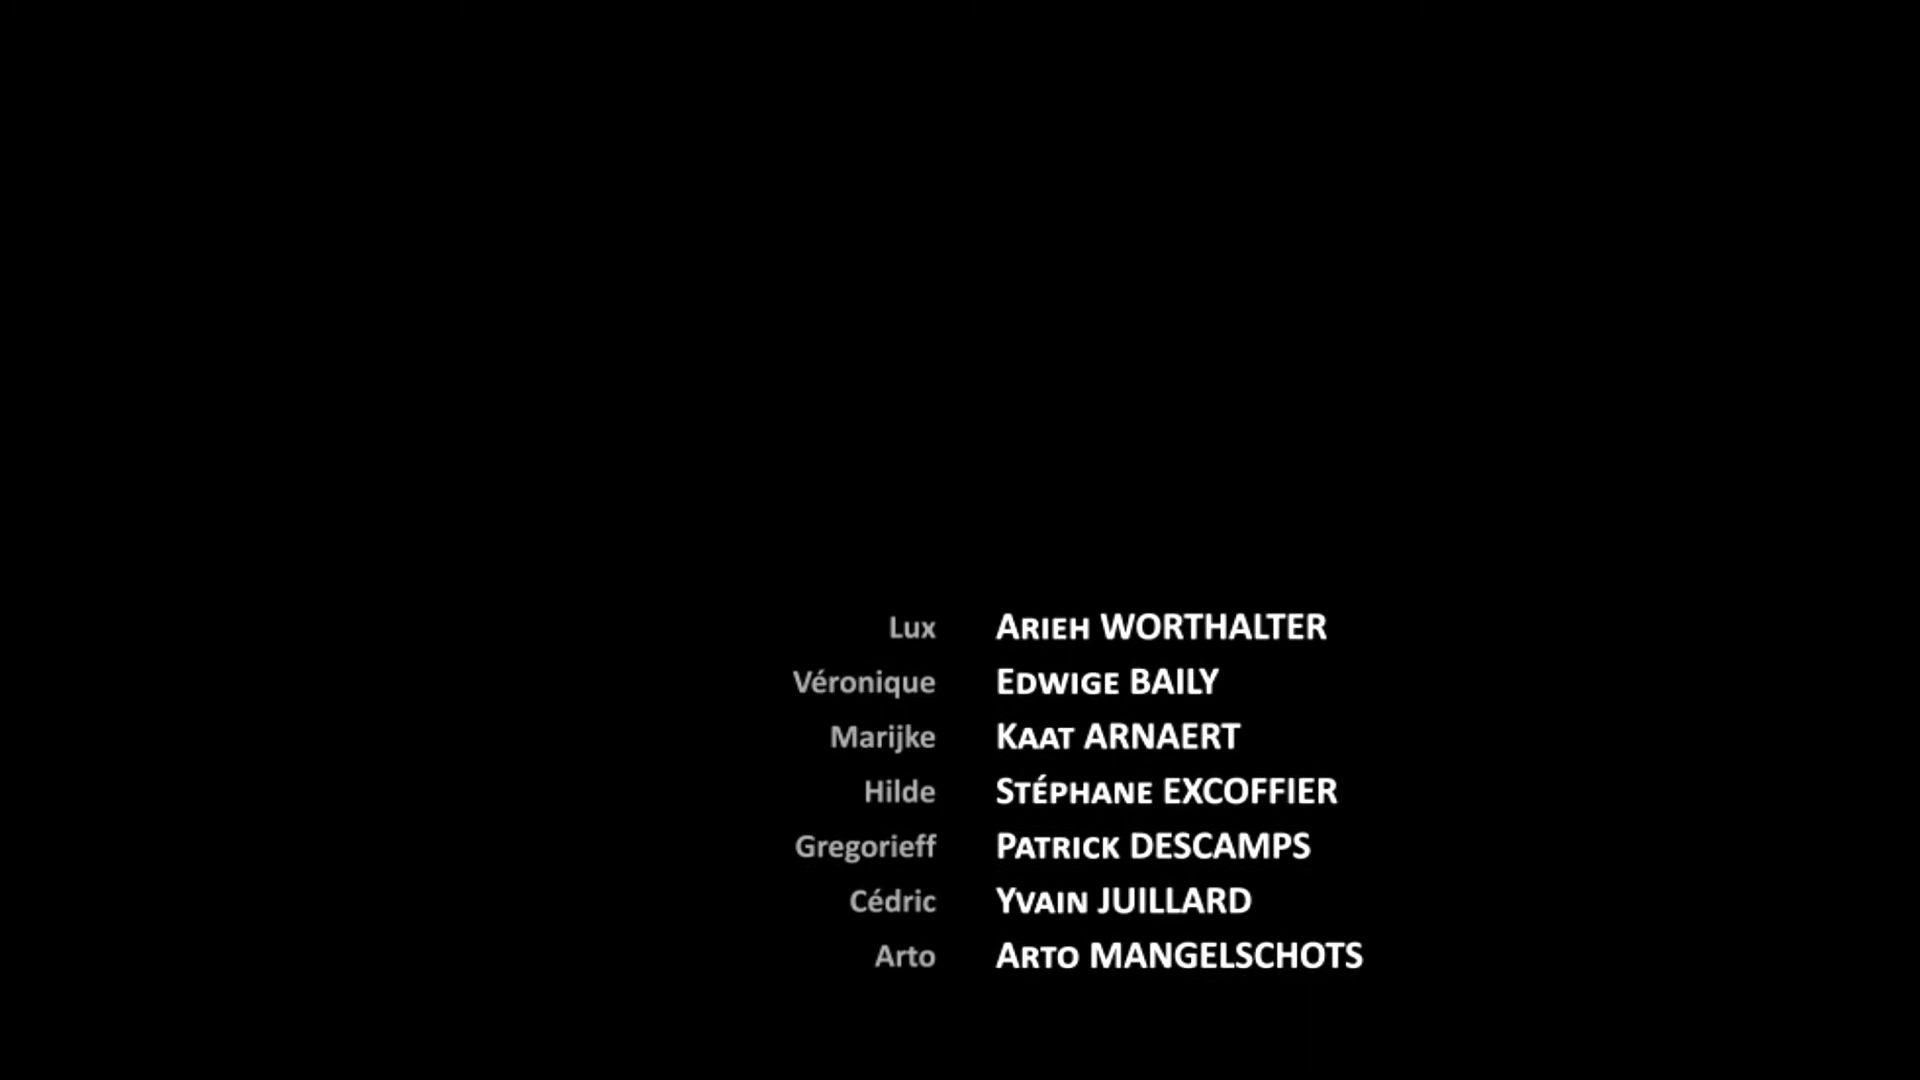 Lux Arieh WORTHALTER
Véronique Edwige BAILY
Marijke Kaat ARNAERT
Hilde Stéphane EXCOFFIER
Gregorieff Patrick DESCAMPS
Cédric Yvain JUILLARD
Arto Arto MANGELSCHOTS